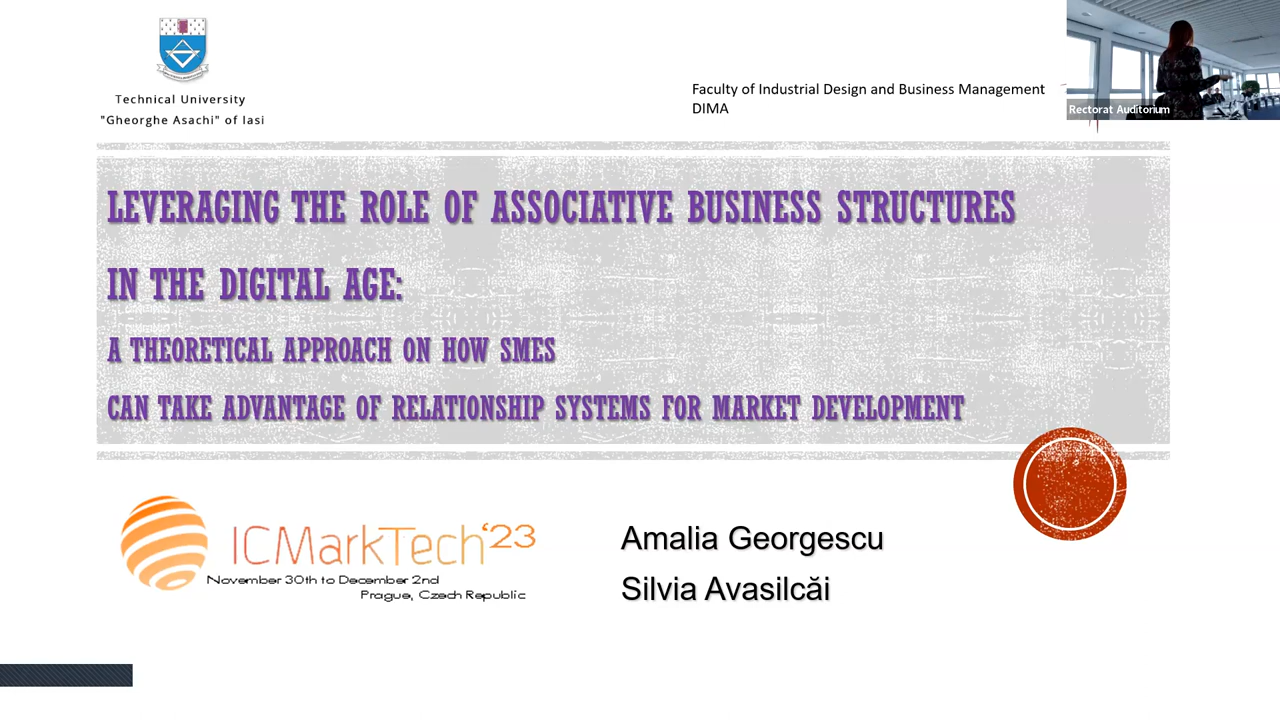 Technical University
"Gheorghe Asachi" of Iasi
Faculty of Industrial Design and Business Management
DIMA
Rectorat Auditorium
LEVERAGING THE ROLE OF ASSOCIATIVE BUSINESS STRUCTURES
IN THE DIGITAL AGE:
A THEORETICAL APPROACH ON HOW SMES
CAN TAKE ADVANTAGE OF RELATIONSHIP SYSTEMS FOR MARKET DEVELOPMENT
ICMarkTech'23
November 30th to December 2nd
Prague, Czech Republic
Amalia Georgescu
Silvia Avasilcăi